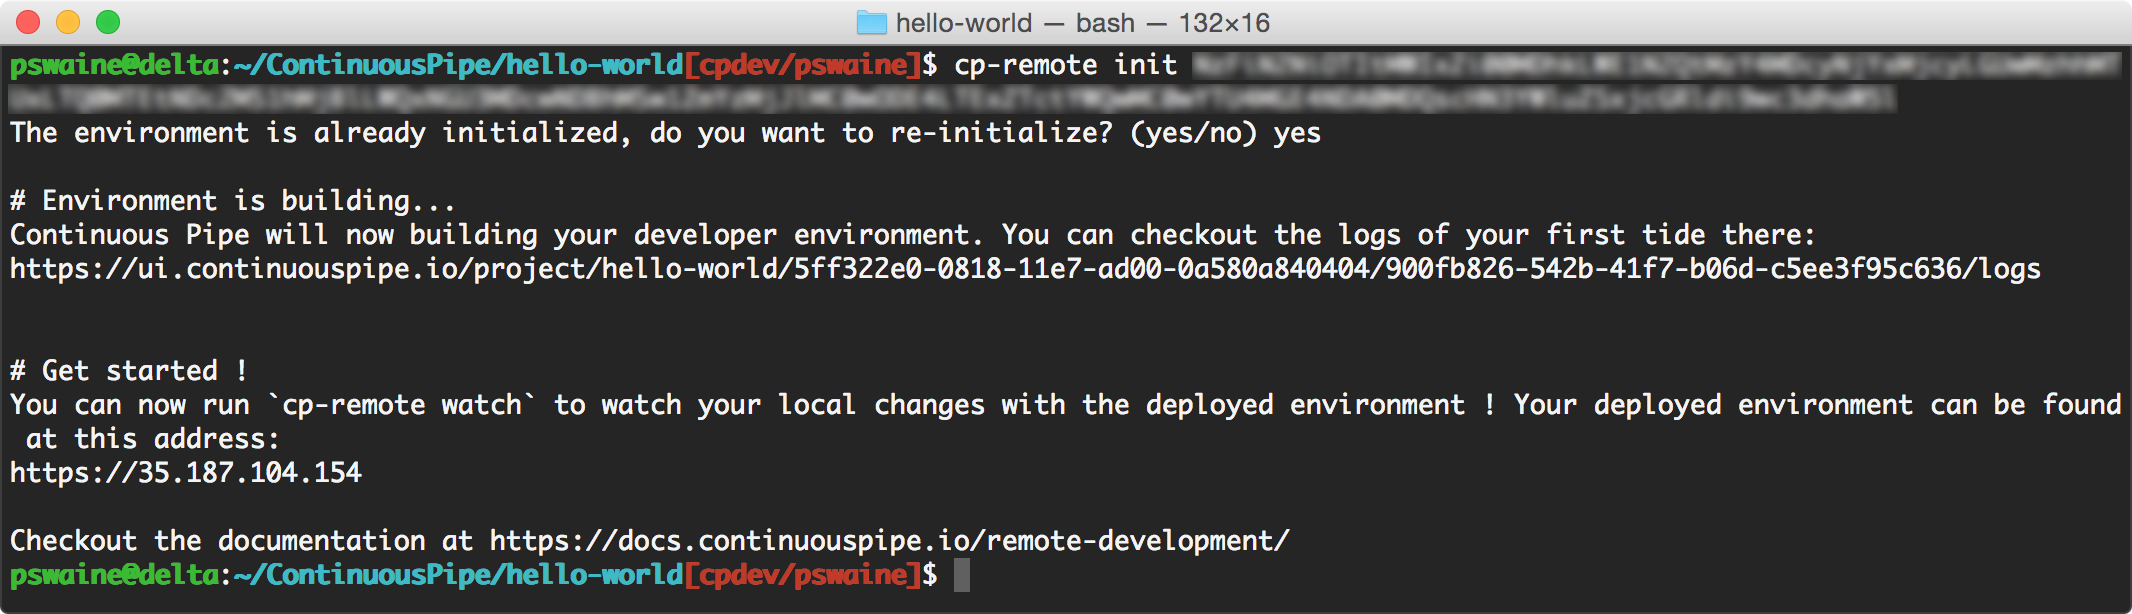 hello-world — bash — 132×16
pswaine@delta:~/ContinuousPipe/hello-world[cpdev/pswaine]$ cp-remote init
The environment is already initialized, do you want to re-initialize? (yes/no) yes
# Environment is building...
Continuous Pipe will now building your developer environment. You can checkout the logs of your first tide there:
https://ui.continuouspipe.io/project/hello-world/5ff322e0-0818-11e7-ad00-0a580a840404/900fb826-542b-41f7-b06d-c5ee3f95c636/logs
# Get started !
You can now run `cp-remote watch` to watch your local changes with the deployed environment ! Your deployed environment can be found
at this address:
https://35.187.104.154
Checkout the documentation at https://docs.continuouspipe.io/remote-development/
pswaine@delta:~/ContinuousPipe/hello-world[cpdev/pswaine]$